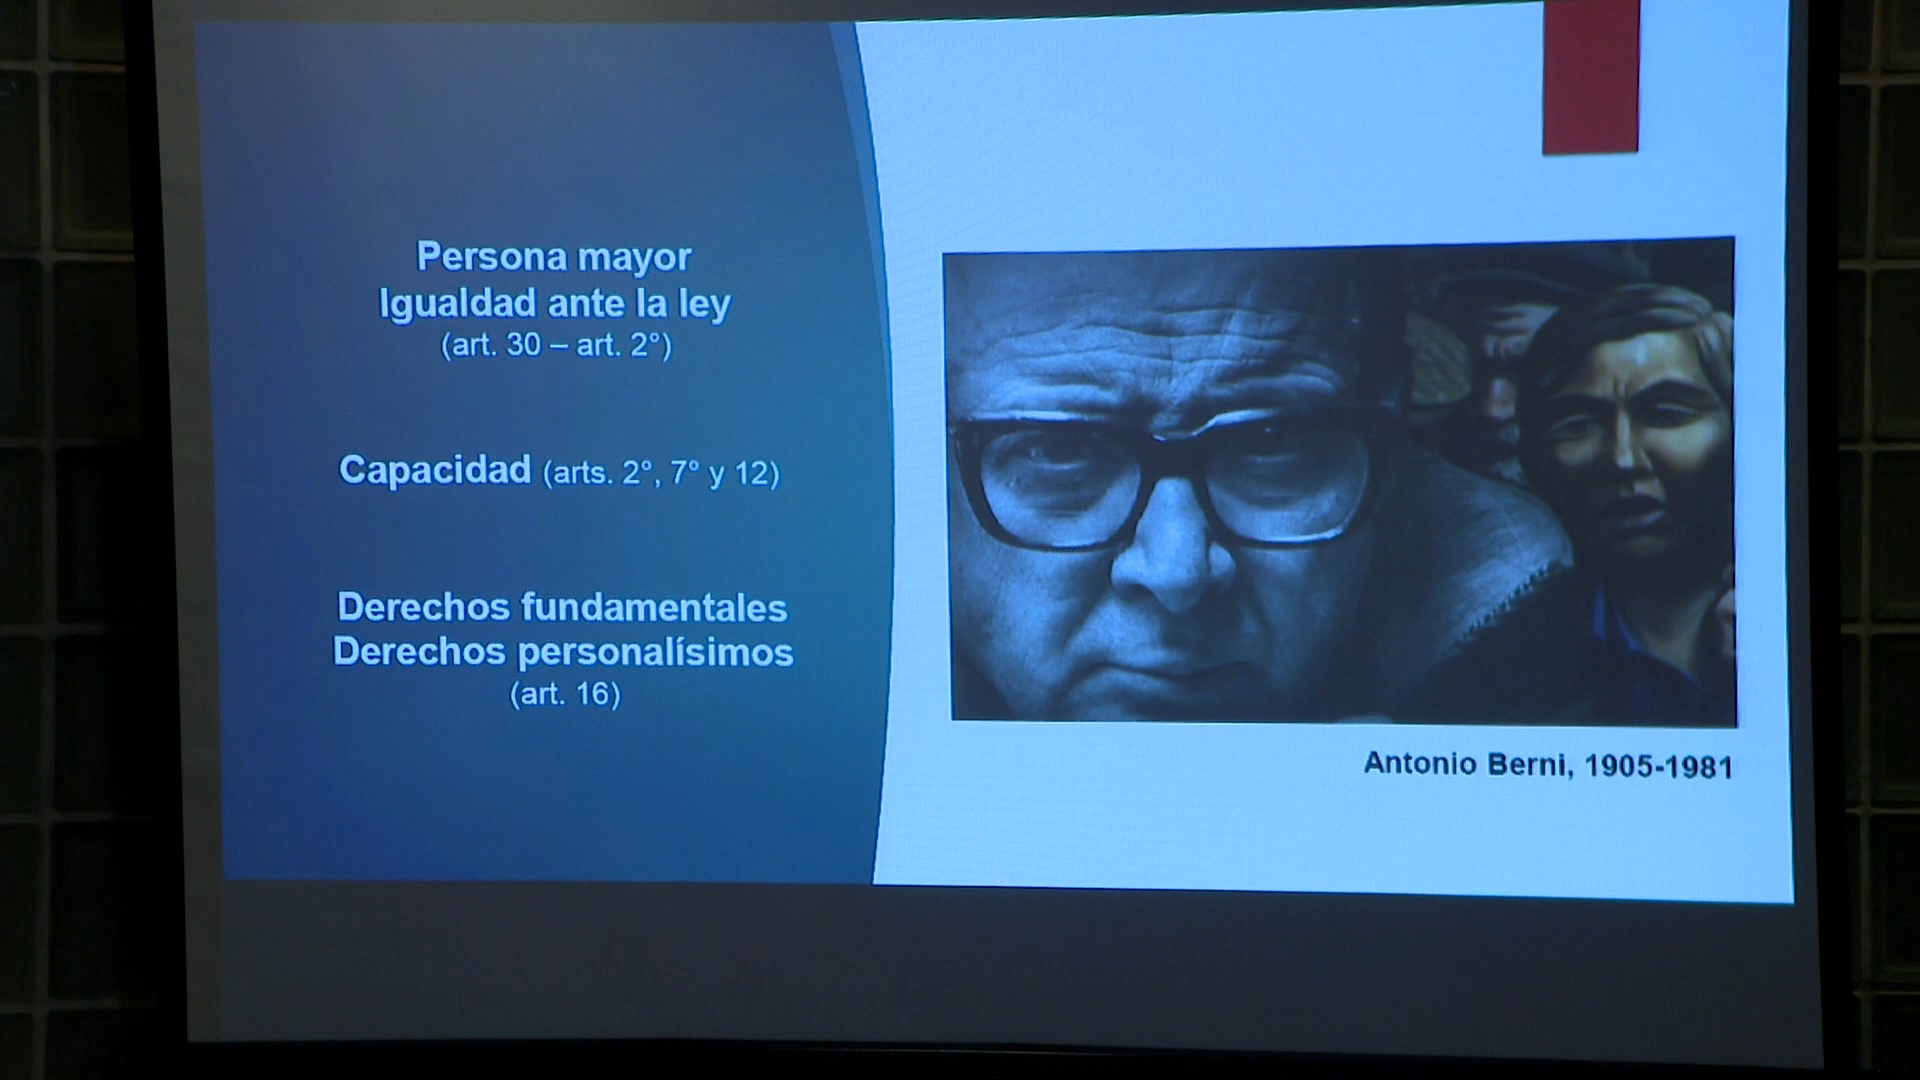 Persona mayor
Igualdad ante la ley
(art. 30 – art. 2°)
Capacidad (arts. 2°, 7° y 12)
Derechos fundamentales
Derechos personalísimos
(art. 16)
Antonio Berni, 1905-1981